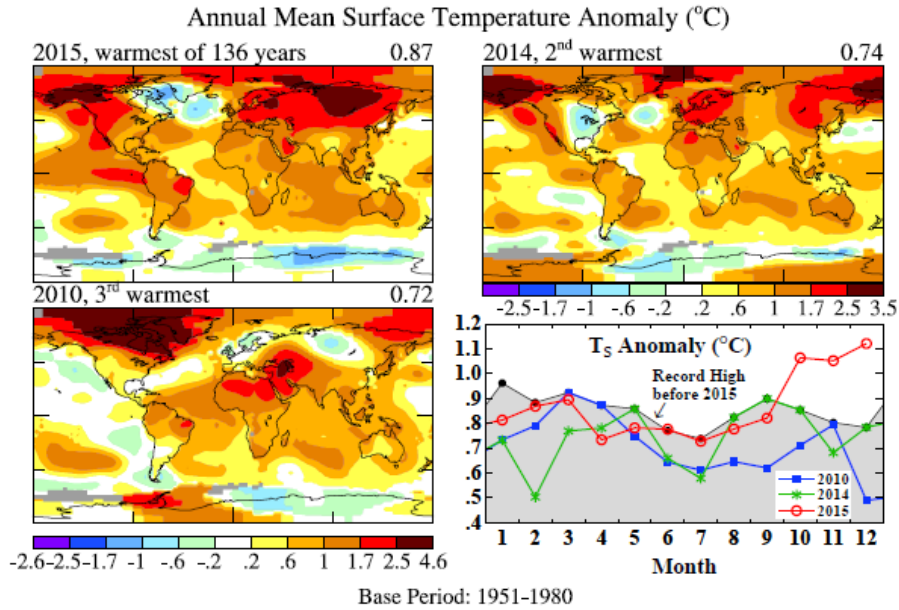 Annual Mean Surface Temperature Anomaly (°C)
2015, warmest of 136 years 0.87
2014, 2nd warmest 0.74
2010, 3rd warmest 0.72
-2.5 -1.7 -1 -.6 -.2 .2 .6 1 1.7 2.5 3.5
-2.6 -2.5 -1.7 -1 -.6 -.2 .2 .6 1 1.7 2.5 4.6
1.2
1.1
1.0
.9
.8
.7
.6
.5
.4
TS Anomaly (°C)
Record High
before 2015
2010
2014
2015
1 2 3 4 5 6 7 8 9 10 11 12
Month
Base Period: 1951-1980